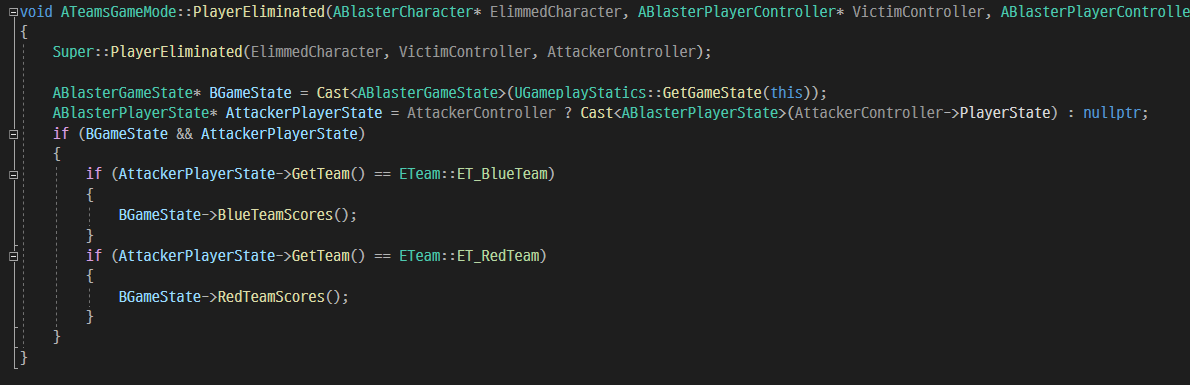 void ATeamsGameMode::PlayerEliminated(ABlasterCharacter* ElimmedCharacter, ABlasterPlayerController* VictimController, ABlasterPlayerControlle
{
Super::PlayerEliminated(ElimmedCharacter, VictimController, AttackerController);
ABlasterGameState* BGameState = Cast<ABlasterGameState>(UGameplayStatics::GetGameState(this));
ABlasterPlayerState* AttackerPlayerState = AttackerController ? Cast<ABlasterPlayerState>(AttackerController->PlayerState) : nullptr;
if (BGameState && AttackerPlayerState)
{
if (AttackerPlayerState->GetTeam() == ETeam::ET_BlueTeam)
{
BGameState->BlueTeamScores();
}
if (AttackerPlayerState->GetTeam() == ETeam::ET_RedTeam)
{
BGameState->RedTeamScores();
}
}
}